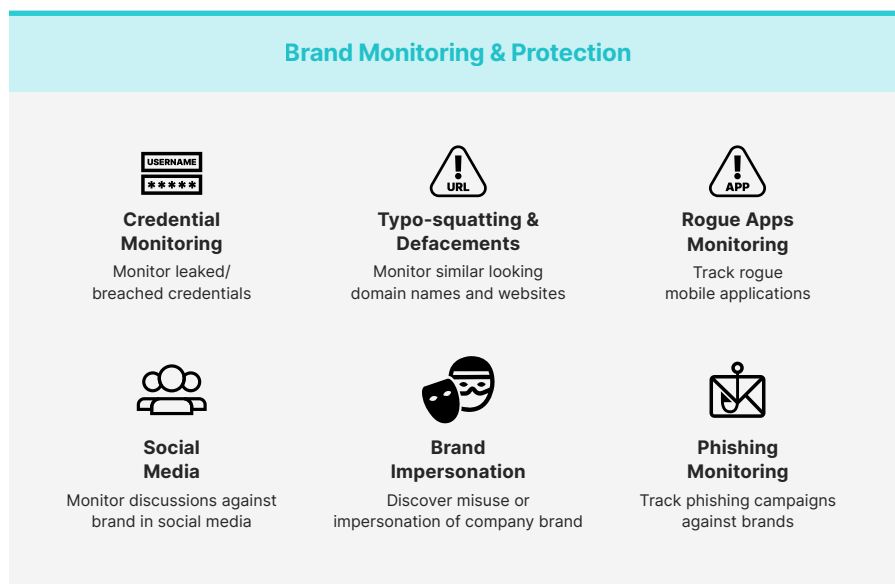 Brand Monitoring & Protection
USERNAME
*****
Credential
Monitoring
Monitor leaked/
breached credentials
!
URL
Typo-squatting &
Defacements
Monitor similar looking
domain names and websites
!
APP
Rogue Apps
Monitoring
Track rogue
mobile applications
Social
Media
Monitor discussions against
brand in social media
Brand
Impersonation
Discover misuse or
impersonation of company brand
Phishing
Monitoring
Track phishing campaigns
against brands